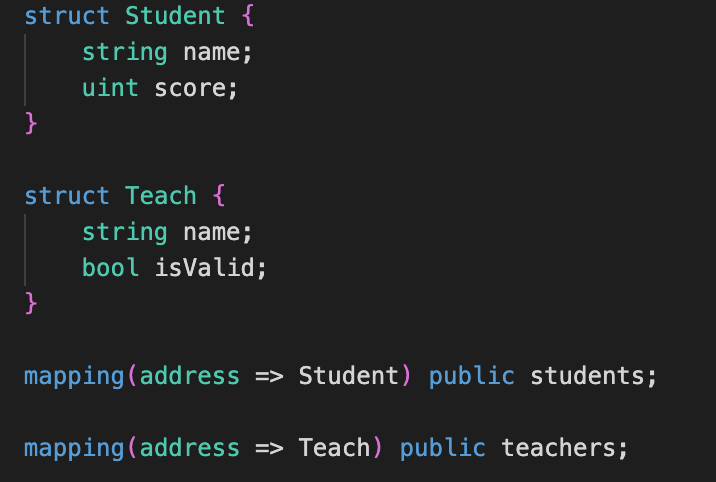 struct Student {
    string name;
    uint score;
}
struct Teach {
    string name;
    bool isValid;
}
mapping(address => Student) public students;
mapping(address => Teach) public teachers;